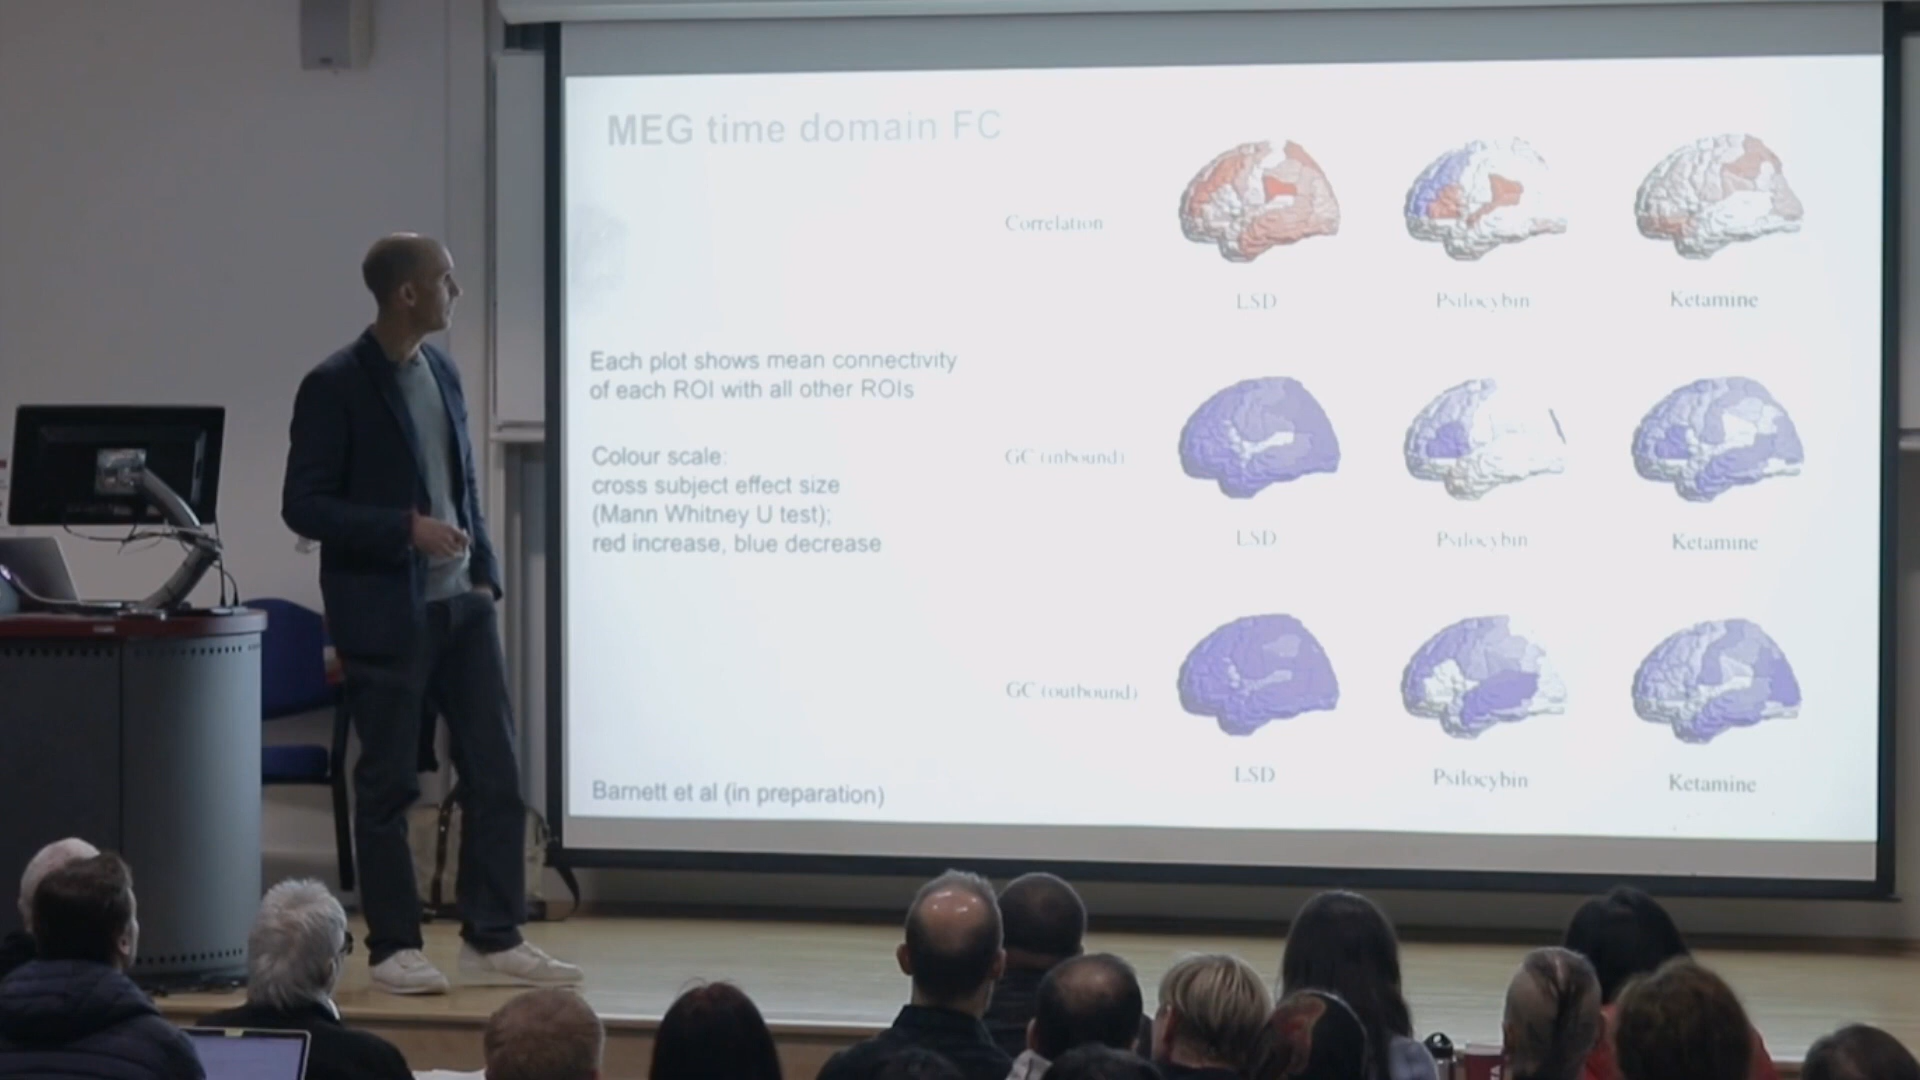 MEG time domain FC
Correlation
LSD
Psilocybin
Ketamine
Each plot shows mean connectivity
of each ROI with all other ROIs
Colour scale:
cross subject effect size
(Mann Whitney U test);
red increase, blue decrease
GC (inbound)
LSD
Psilocybin
Ketamine
GC (outbound)
LSD
Psilocybin
Ketamine
Barnett et al (in preparation)